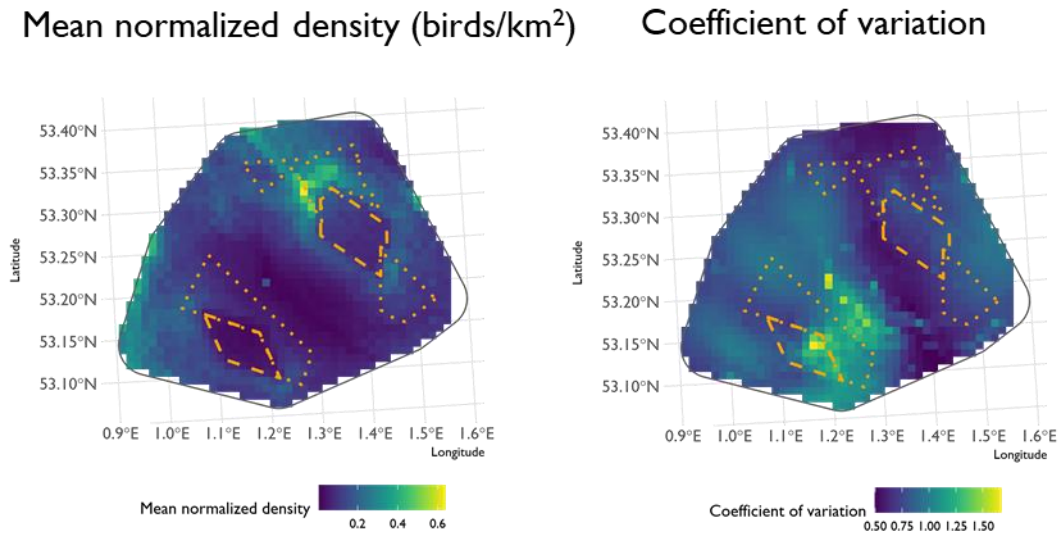 Mean normalized density (birds/km²)
Coefficient of variation
53.40°N
53.35°N
53.30°N
53.25°N
53.20°N
53.15°N
53.10°N
Latitude
0.9°E 1.0°E 1.1°E 1.2°E 1.3°E 1.4°E 1.5°E 1.6°E
Longitude
Mean normalized density
0.2 0.4 0.6
53.40°N
53.35°N
53.30°N
53.25°N
53.20°N
53.15°N
53.10°N
Latitude
0.9°E 1.0°E 1.1°E 1.2°E 1.3°E 1.4°E 1.5°E 1.6°E
Longitude
Coefficient of variation
0.50 0.75 1.00 1.25 1.50